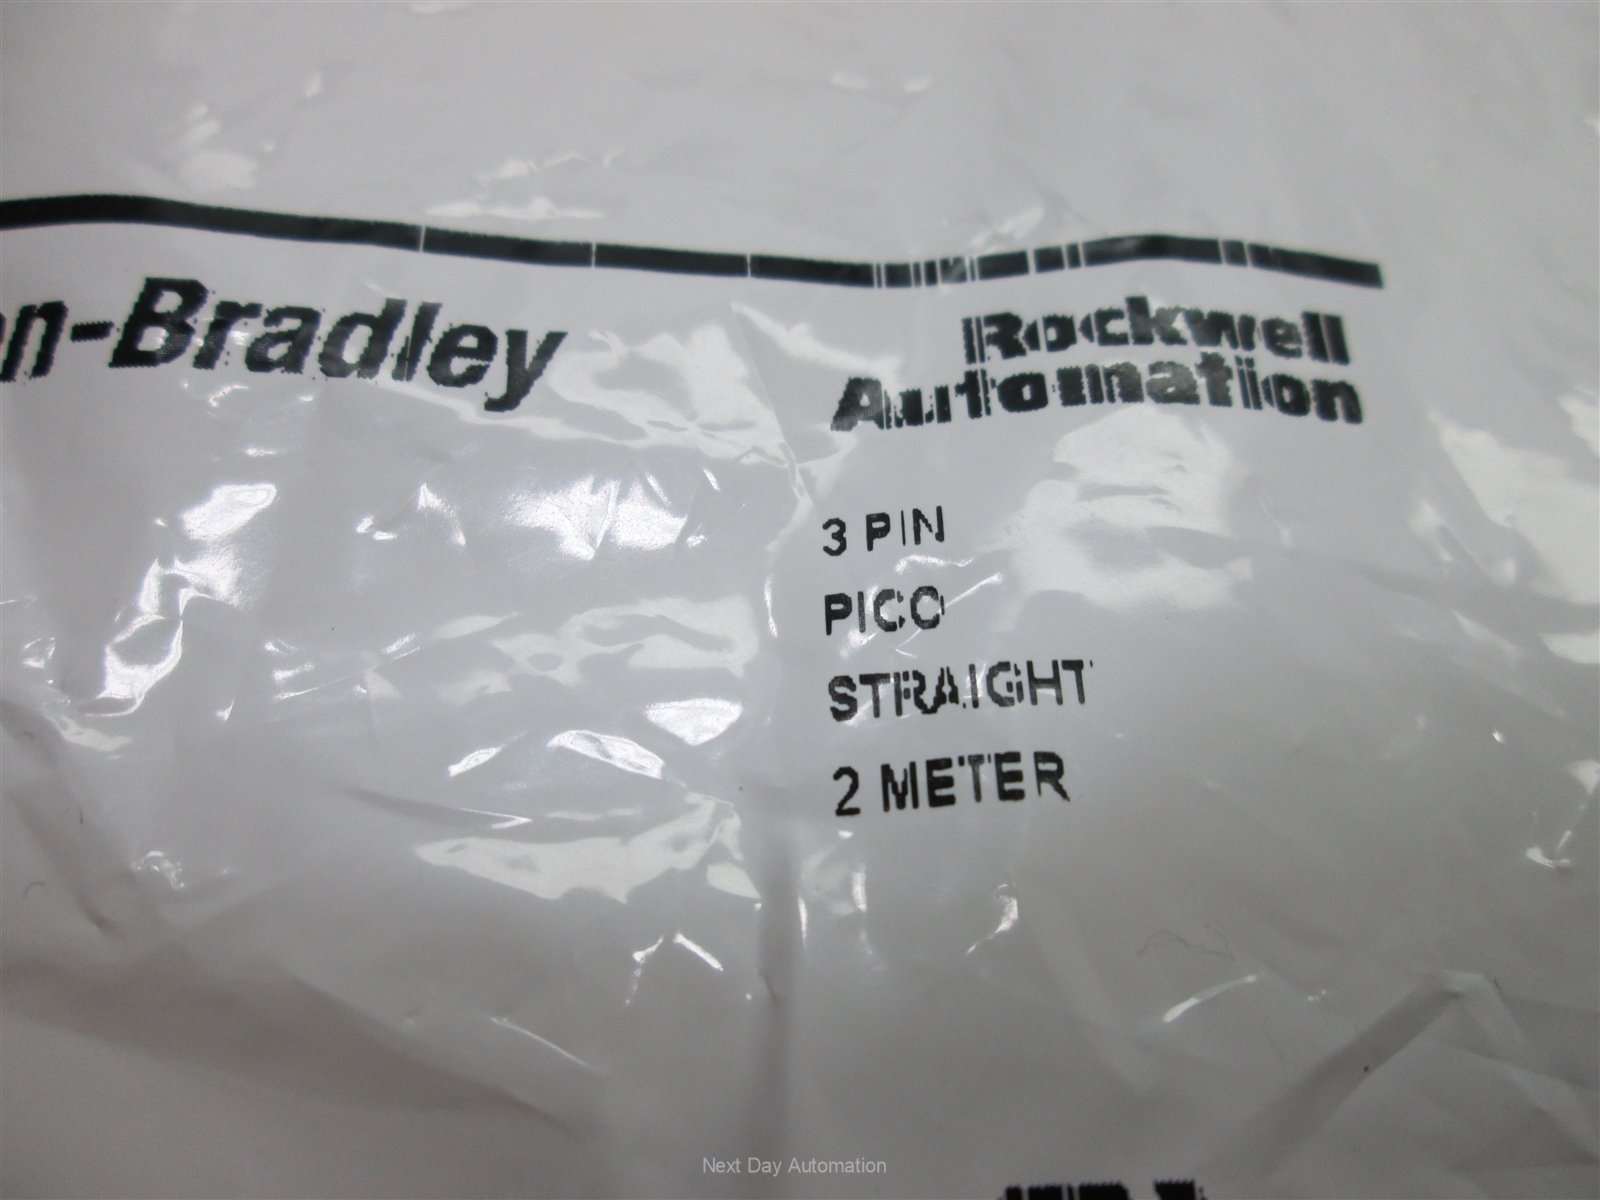 n-Bradley
Rockwell
Automation
3 PIN
PICO
STRAIGHT
2 METER
Next Day Automation